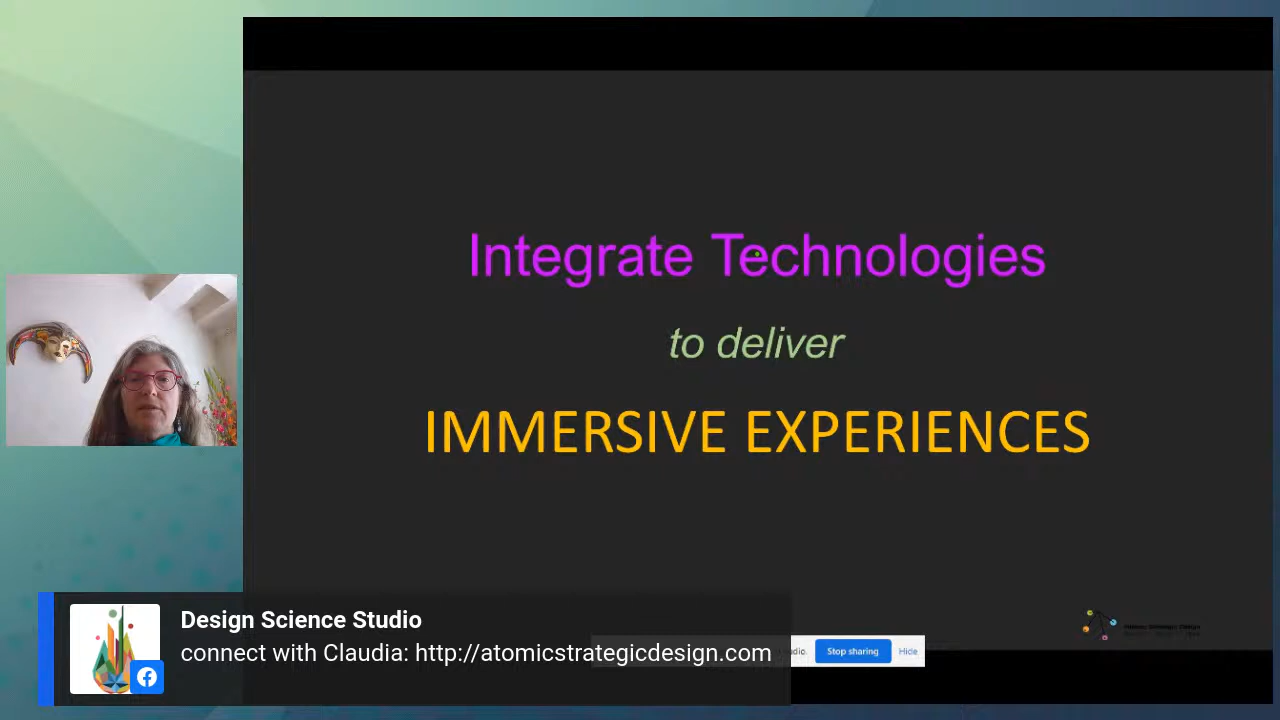 Integrate Technologies
to deliver
IMMERSIVE EXPERIENCES
Design Science Studio
connect with Claudia: http://atomicstrategicdesign.com
Stop sharing
Hide